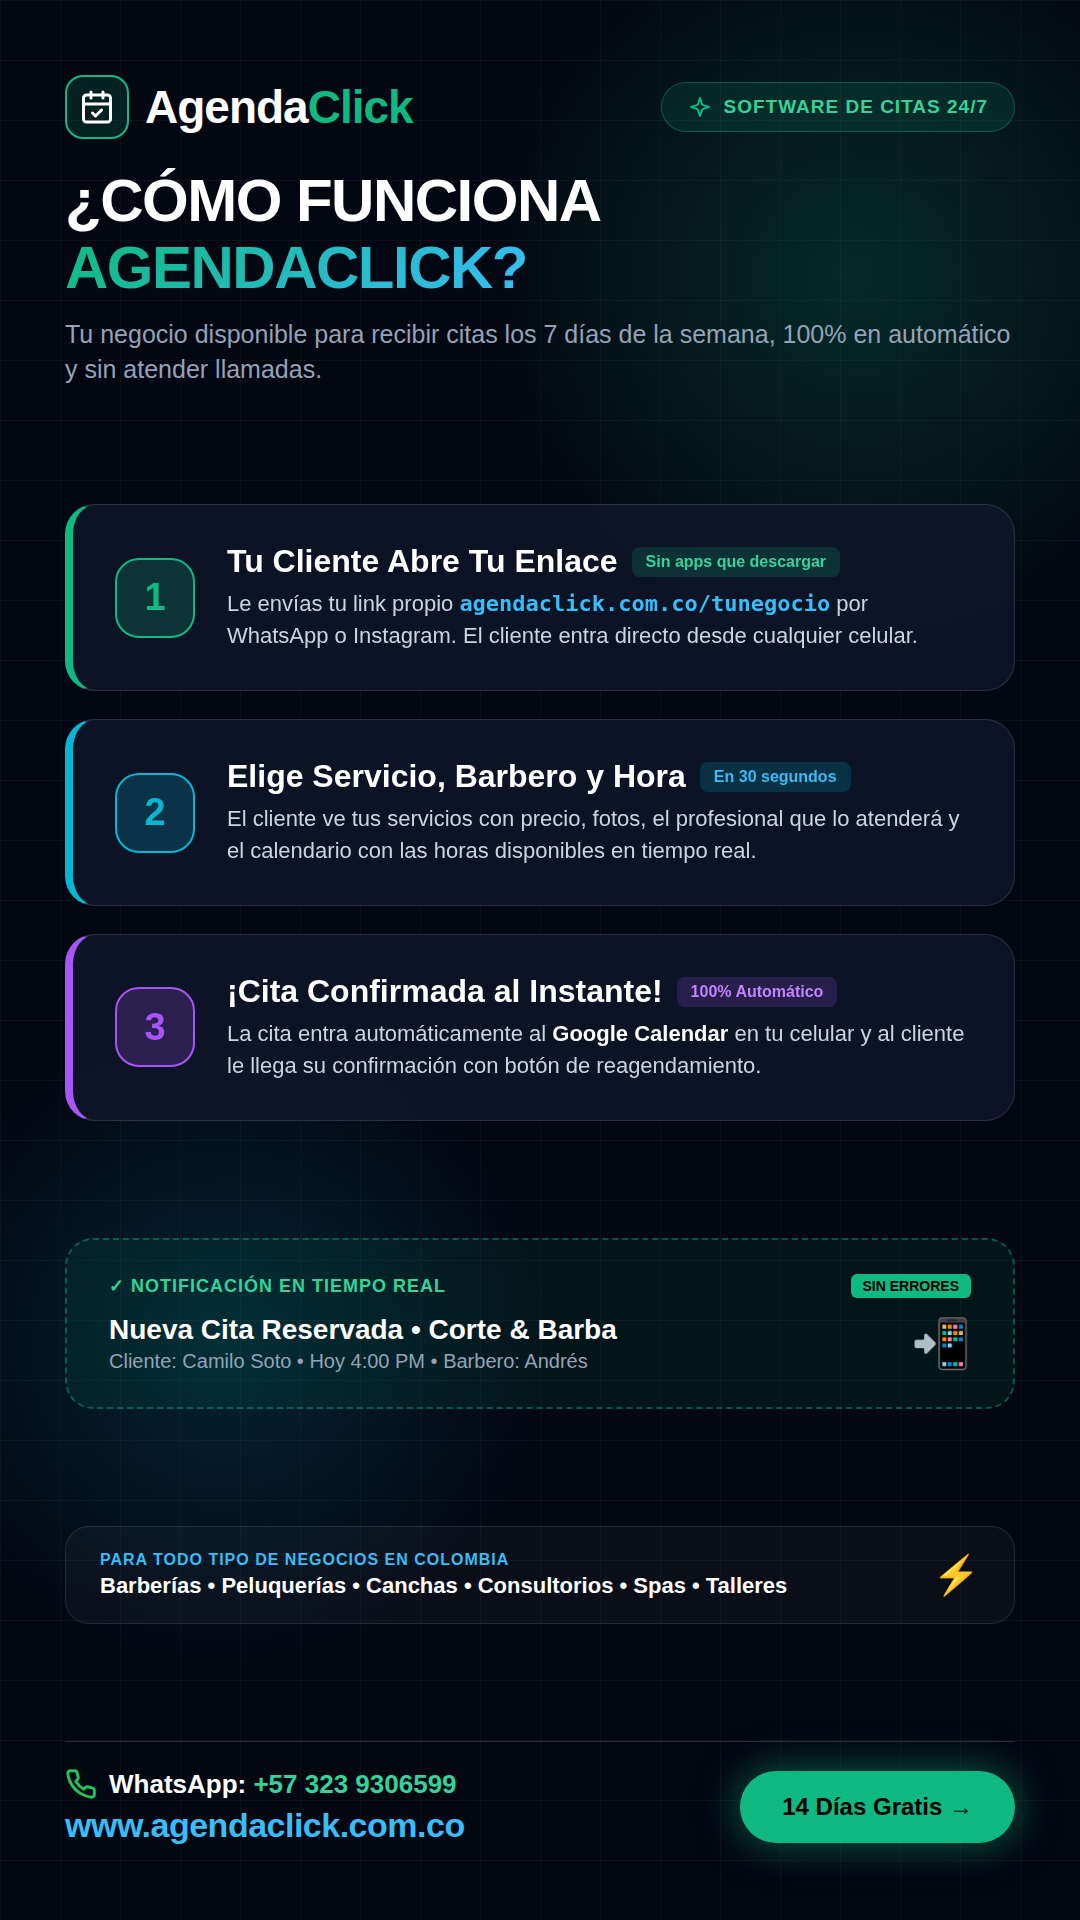 AgendaClick
SOFTWARE DE CITAS 24/7
¿CÓMO FUNCIONA
AGENDACLICK?
Tu negocio disponible para recibir citas los 7 días de la semana, 100% en automático
y sin atender llamadas.
1
Tu Cliente Abre Tu Enlace
Sin apps que descargar
Le envías tu link propio agendaclick.com.co/tunegocio por
WhatsApp o Instagram. El cliente entra directo desde cualquier celular.
2
Elige Servicio, Barbero y Hora
En 30 segundos
El cliente ve tus servicios con precio, fotos, el profesional que lo atenderá y
el calendario con las horas disponibles en tiempo real.
3
¡Cita Confirmada al Instante!
100% Automático
La cita entra automáticamente al Google Calendar en tu celular y al cliente
le llega su confirmación con botón de reagendamiento.
✓ NOTIFICACIÓN EN TIEMPO REAL
SIN ERRORES
Nueva Cita Reservada • Corte & Barba
Cliente: Camilo Soto • Hoy 4:00 PM • Barbero: Andrés
PARA TODO TIPO DE NEGOCIOS EN COLOMBIA
Barberías • Peluquerías • Canchas • Consultorios • Spas • Talleres
WhatsApp: +57 323 9306599
www.agendaclick.com.co
14 Días Gratis →